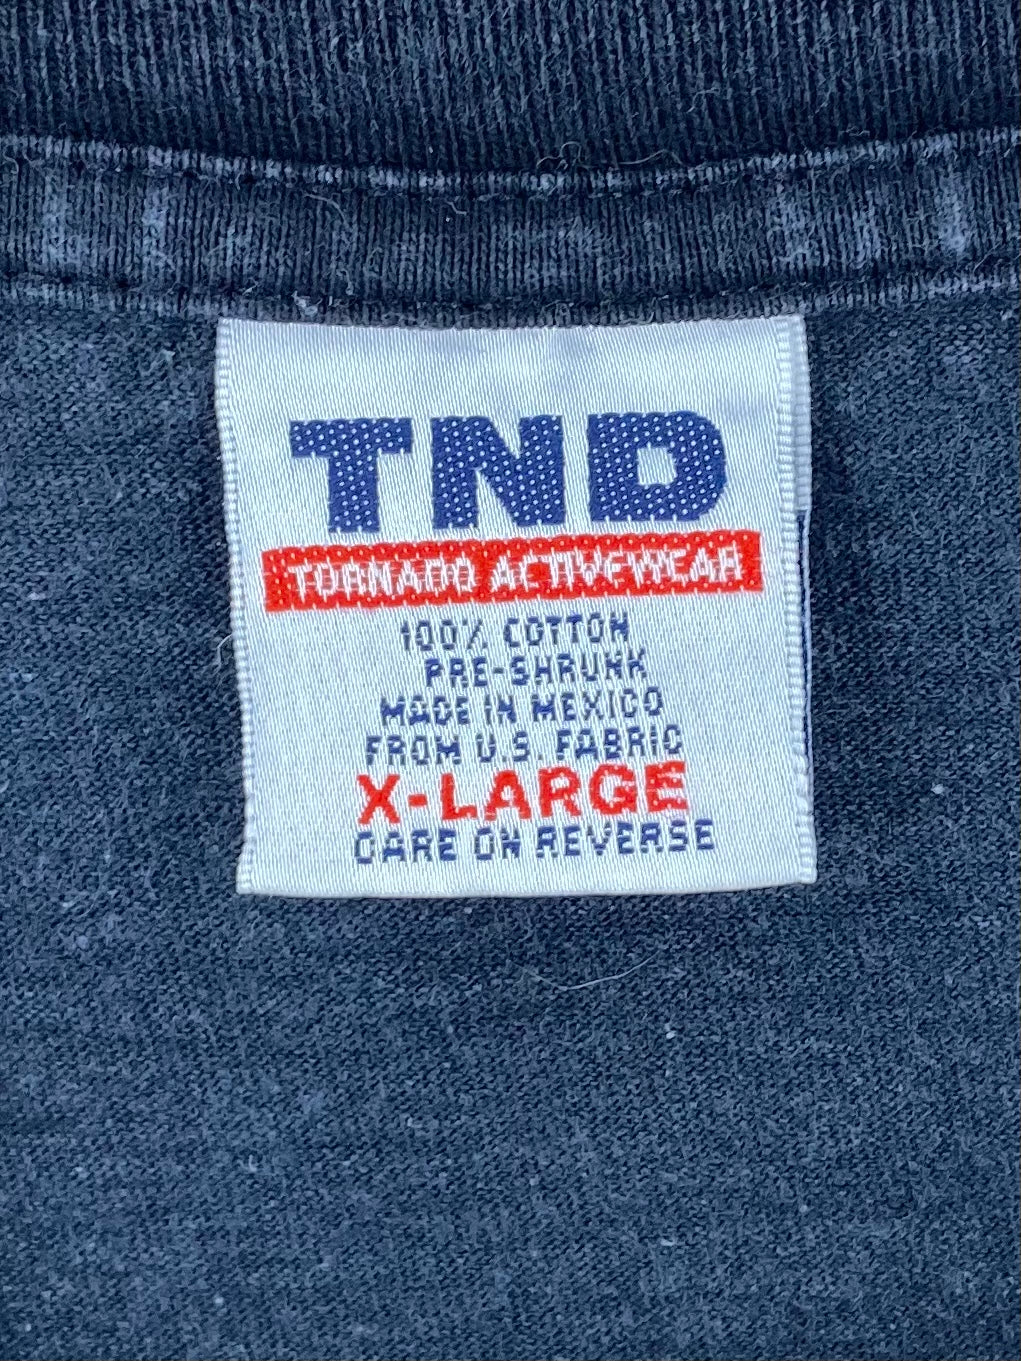 TND
TORNADO ACTIVEWEAR
100% COTTON
PRE-SHRUNK
MADE IN MEXICO
FROM U.S. FABRIC
X-LARGE
CARE ON REVERSE